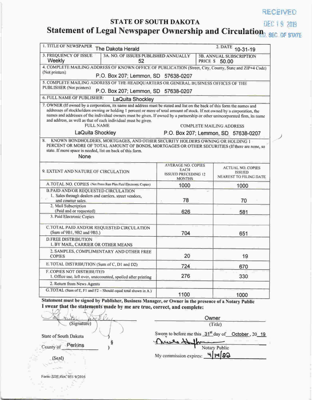 RECEIVED
DEC 15 2019
SD. SEC. OF STATE
STATE OF SOUTH DAKOTA
Statement of Legal Newspaper Ownership and Circulation
1. TITLE OF NEWSPAPER The Dakota Herald
2. DATE 10-31-19
3. FREQUENCY OF ISSUE Weekly
3A. NO. OF ISSUES PUBLISHED ANNUALLY 52
3B. ANNUAL SUBSCRIPTION PRICE $ 50.00
4. COMPLETE MAILING ADDRESS OF KNOWN OFFICE OF PUBLICATION (Street, City, County, State and ZIP+4 Code) (Not printers)
P.O. Box 207; Lemmon, SD 57638-0207
5. COMPLETE MAILING ADDRESS OF THE HEADQUARTERS OR GENERAL BUSINESS OFFICES OF THE PUBLISHER (Not printers)
P.O. Box 207; Lemmon, SD 57638-0207
6. FULL NAME OF PUBLISHER: LaQuita Shockley
7. OWNER (If owned by a corporation, its name and address must be stated and list on the back of this form the names and
addresses of stockholders owning or holding 1 percent or more of total amount of stock. If not owned by a corporation, the
names and addresses of the individual owners must be given. If owned by a partnership or other unincorporated firm, its name
and address, as well as that of each individual must be given.
FULL NAME
COMPLETE MAILING ADDRESS
LaQuita Shockley
P.O. Box 207; Lemmon, SD 57638-0207
8. KNOWN BONDHOLDERS, MORTGAGEES, AND OTHER SECURITY HOLDERS OWNING OR HOLDING 1
PERCENT OR MORE OF TOTAL AMOUNT OF BONDS, MORTGAGES OR OTHER SECURITIES (If there are none, so
state. If more space is needed, list on back of this form.
None
9. EXTENT AND NATURE OF CIRCULATION
AVERAGE NO. COPIES EACH ISSUED PRECEDING 12 MONTHS
ACTUAL NO. COPIES ISSUED NEAREST TO FILING DATE
A. TOTAL NO. COPIES 1000 1000
B. PAID AND/OR REQUESTED CIRCULATION
1. Sales through dealers and carriers, street vendors, and counter sales. 78 70
2. Mail Subscription (Paid and or requested) 626 581
3. Paid Electronic Copies
C. TOTAL PAID AND/OR REQUESTED CIRCULATION (Sum of 9B1, 9B2 and 9B3.) 704 651
D. FREE DISTRIBUTION
1. BY MAIL, CARRIER OR OTHER MEANS
2. SAMPLES, COMPLIMENTARY AND OTHER FREE COPIES 20 19
E. TOTAL DISTRIBUTION (Sum of C, D1 and D2) 724 670
F. COPIES NOT DISTRIBUTED
1. Office use, left over, unaccounted, spoiled after printing 276 330
2. Return from News Agents
G. TOTAL (Sum of E, F1 and F2 - Should equal total shown in A.) 1100 1000
Statement must be signed by Publisher, Business Manager, or Owner in the presence of a Notary Public
I swear that the statements made by me are true, correct, and complete:
Owner
(Signature)
(Title)
State of South Dakota
Sworn to before me this 31st day of October, 20 19
County of Perkins
Notary Public
(Seal)
My commission expires: